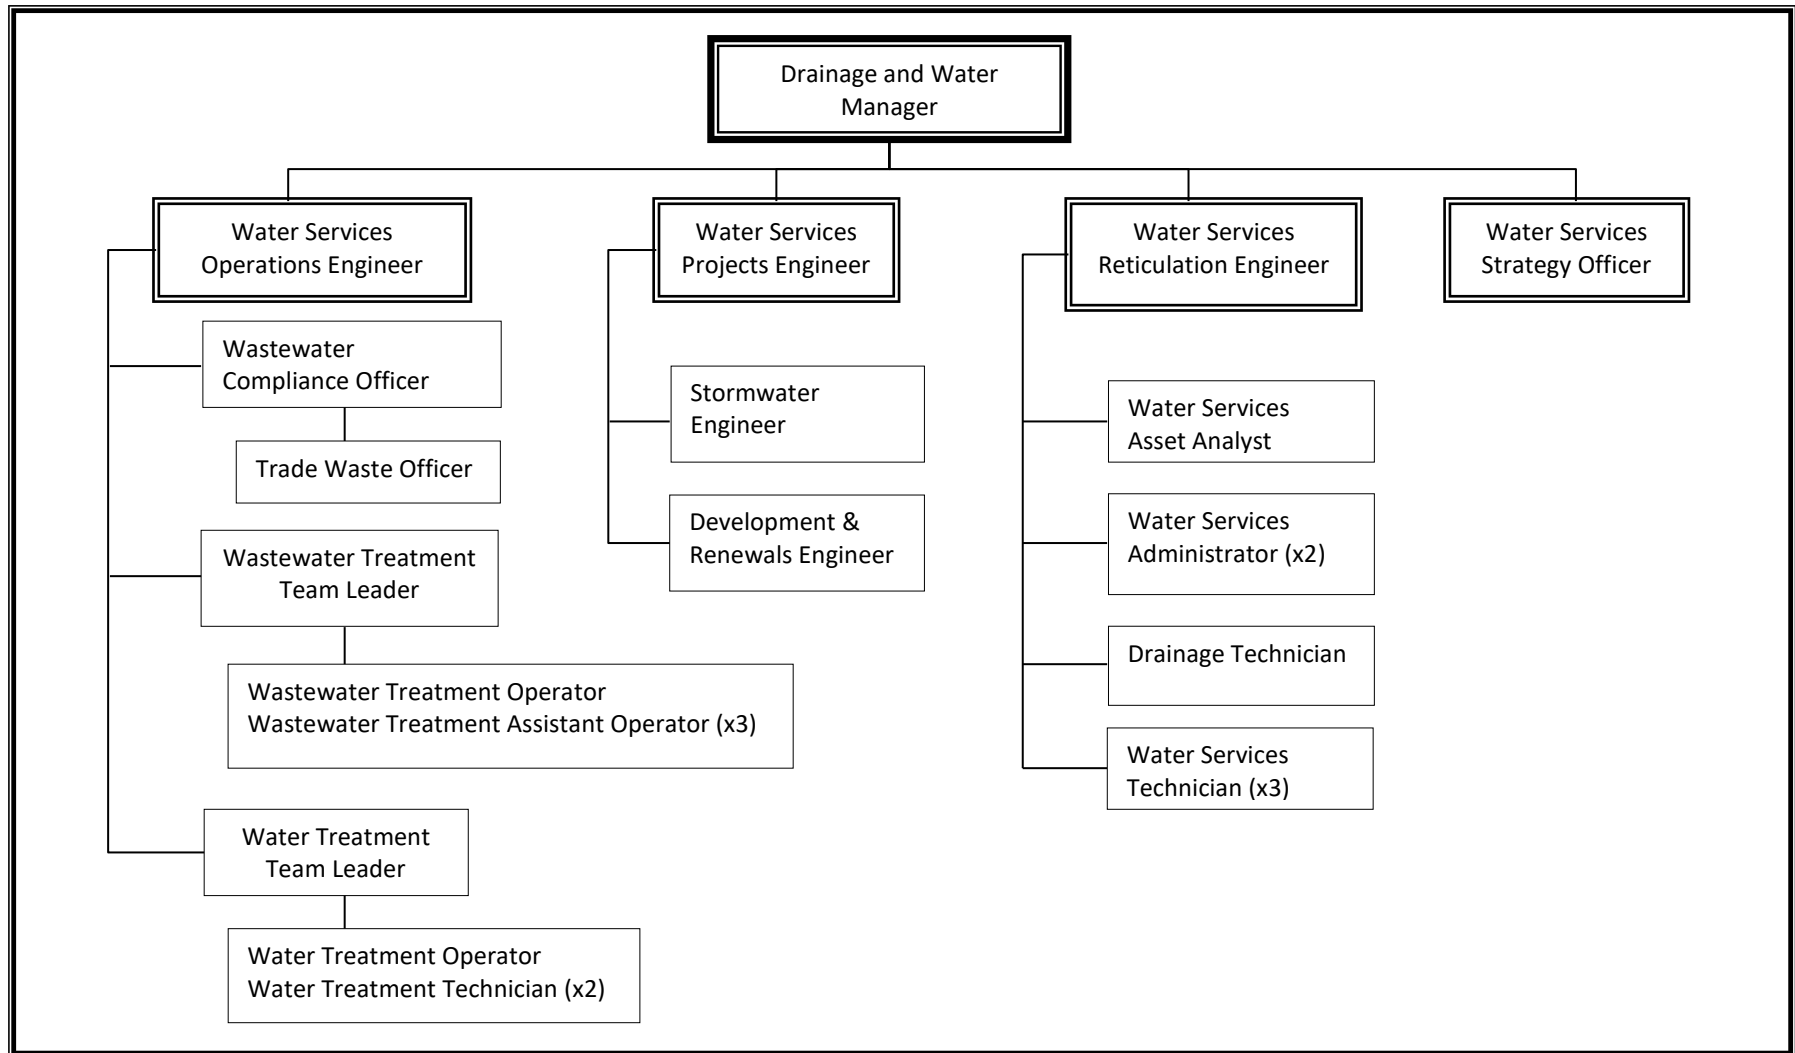 Drainage and Water
Manager
Water Services
Operations Engineer
Water Services
Projects Engineer
Water Services
Reticulation Engineer
Water Services
Strategy Officer
Wastewater
Compliance Officer
Trade Waste Officer
Wastewater Treatment
Team Leader
Wastewater Treatment Operator
Wastewater Treatment Assistant Operator (x3)
Water Treatment
Team Leader
Water Treatment Operator
Water Treatment Technician (x2)
Stormwater
Engineer
Development &
Renewals Engineer
Water Services
Asset Analyst
Water Services
Administrator (x2)
Drainage Technician
Water Services
Technician (x3)